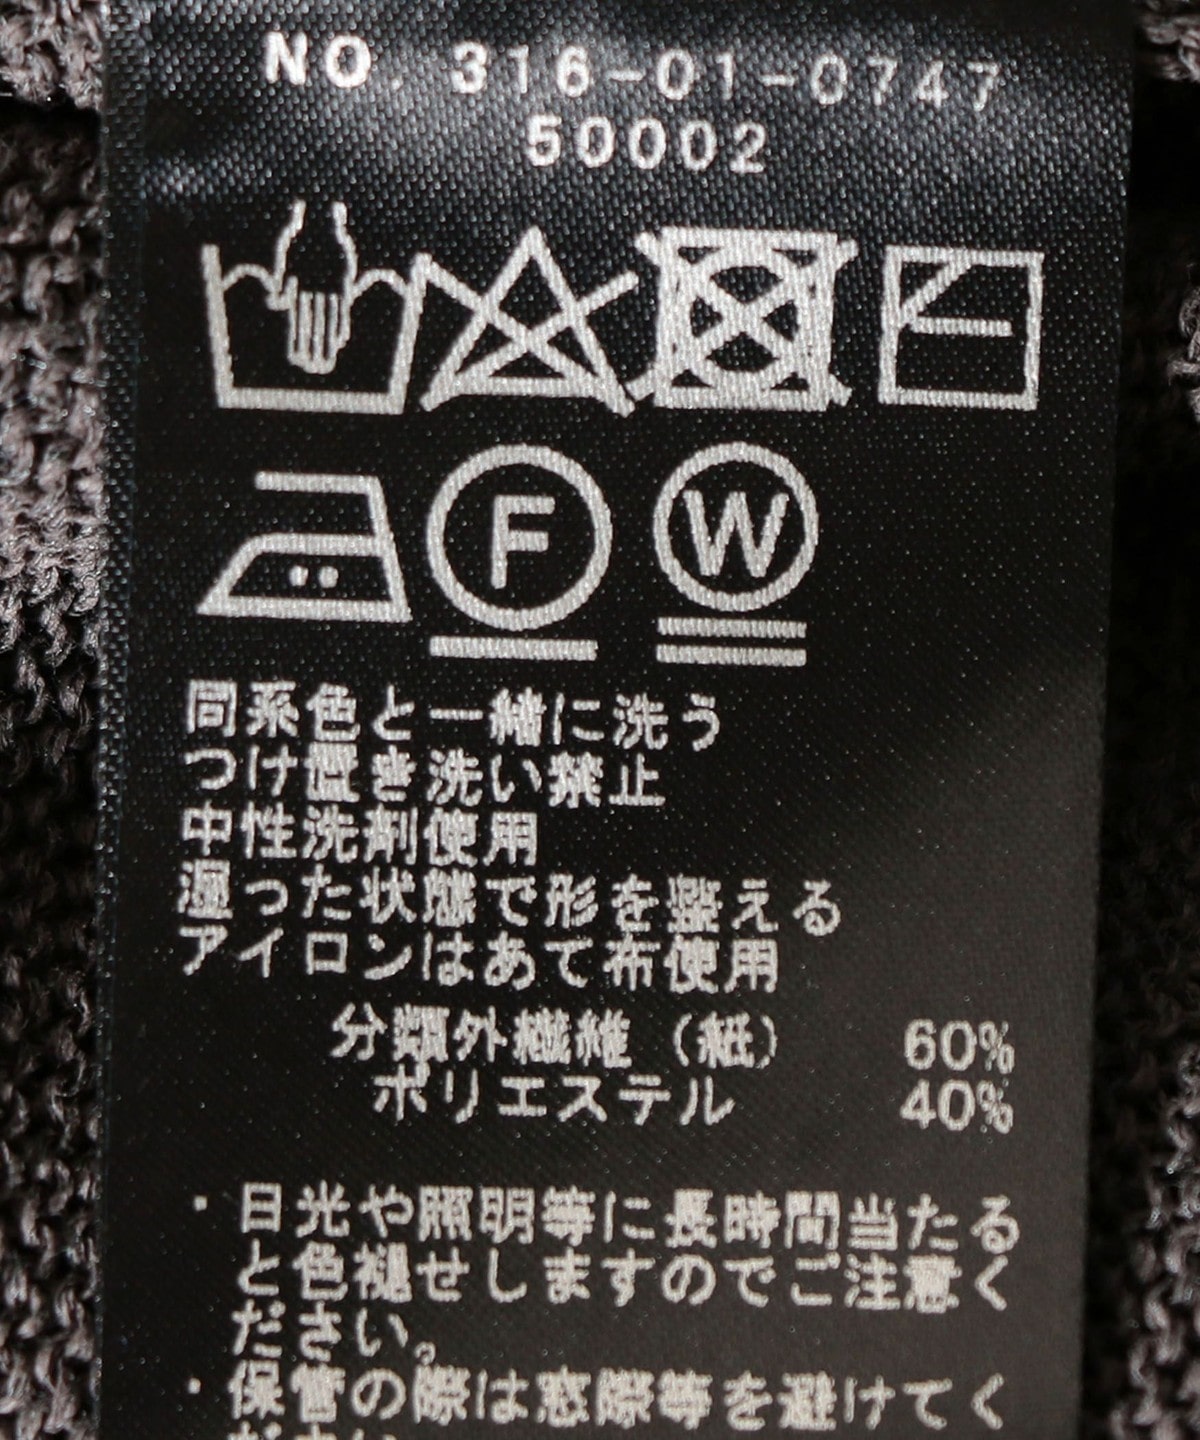 NO. 316-01-0747
50002
F W
同系色と一緒に洗う
つけ置き洗い禁止
中性洗剤使用
湿った状態で形を整える
アイロンはあて布使用
分類外繊維(紙) 60%
ポリエステル 40%
・日光や照明等に長時間当たる
と色褪せしますのでご注意く
ださい。
・保管の際は窓際等を避けてく
ださい